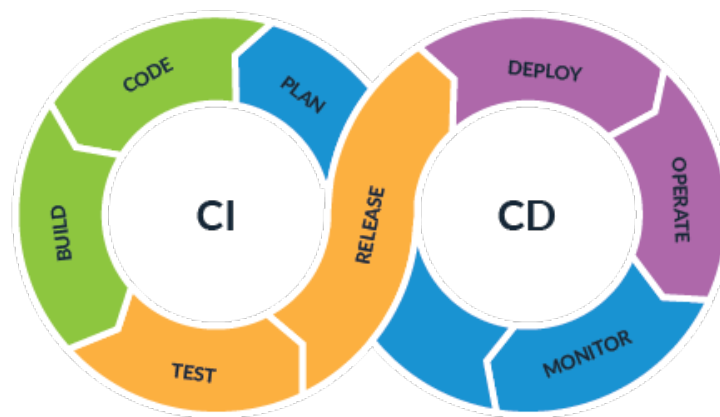 PLAN
CODE
BUILD
TEST
RELEASE
DEPLOY
OPERATE
MONITOR
CI
CD